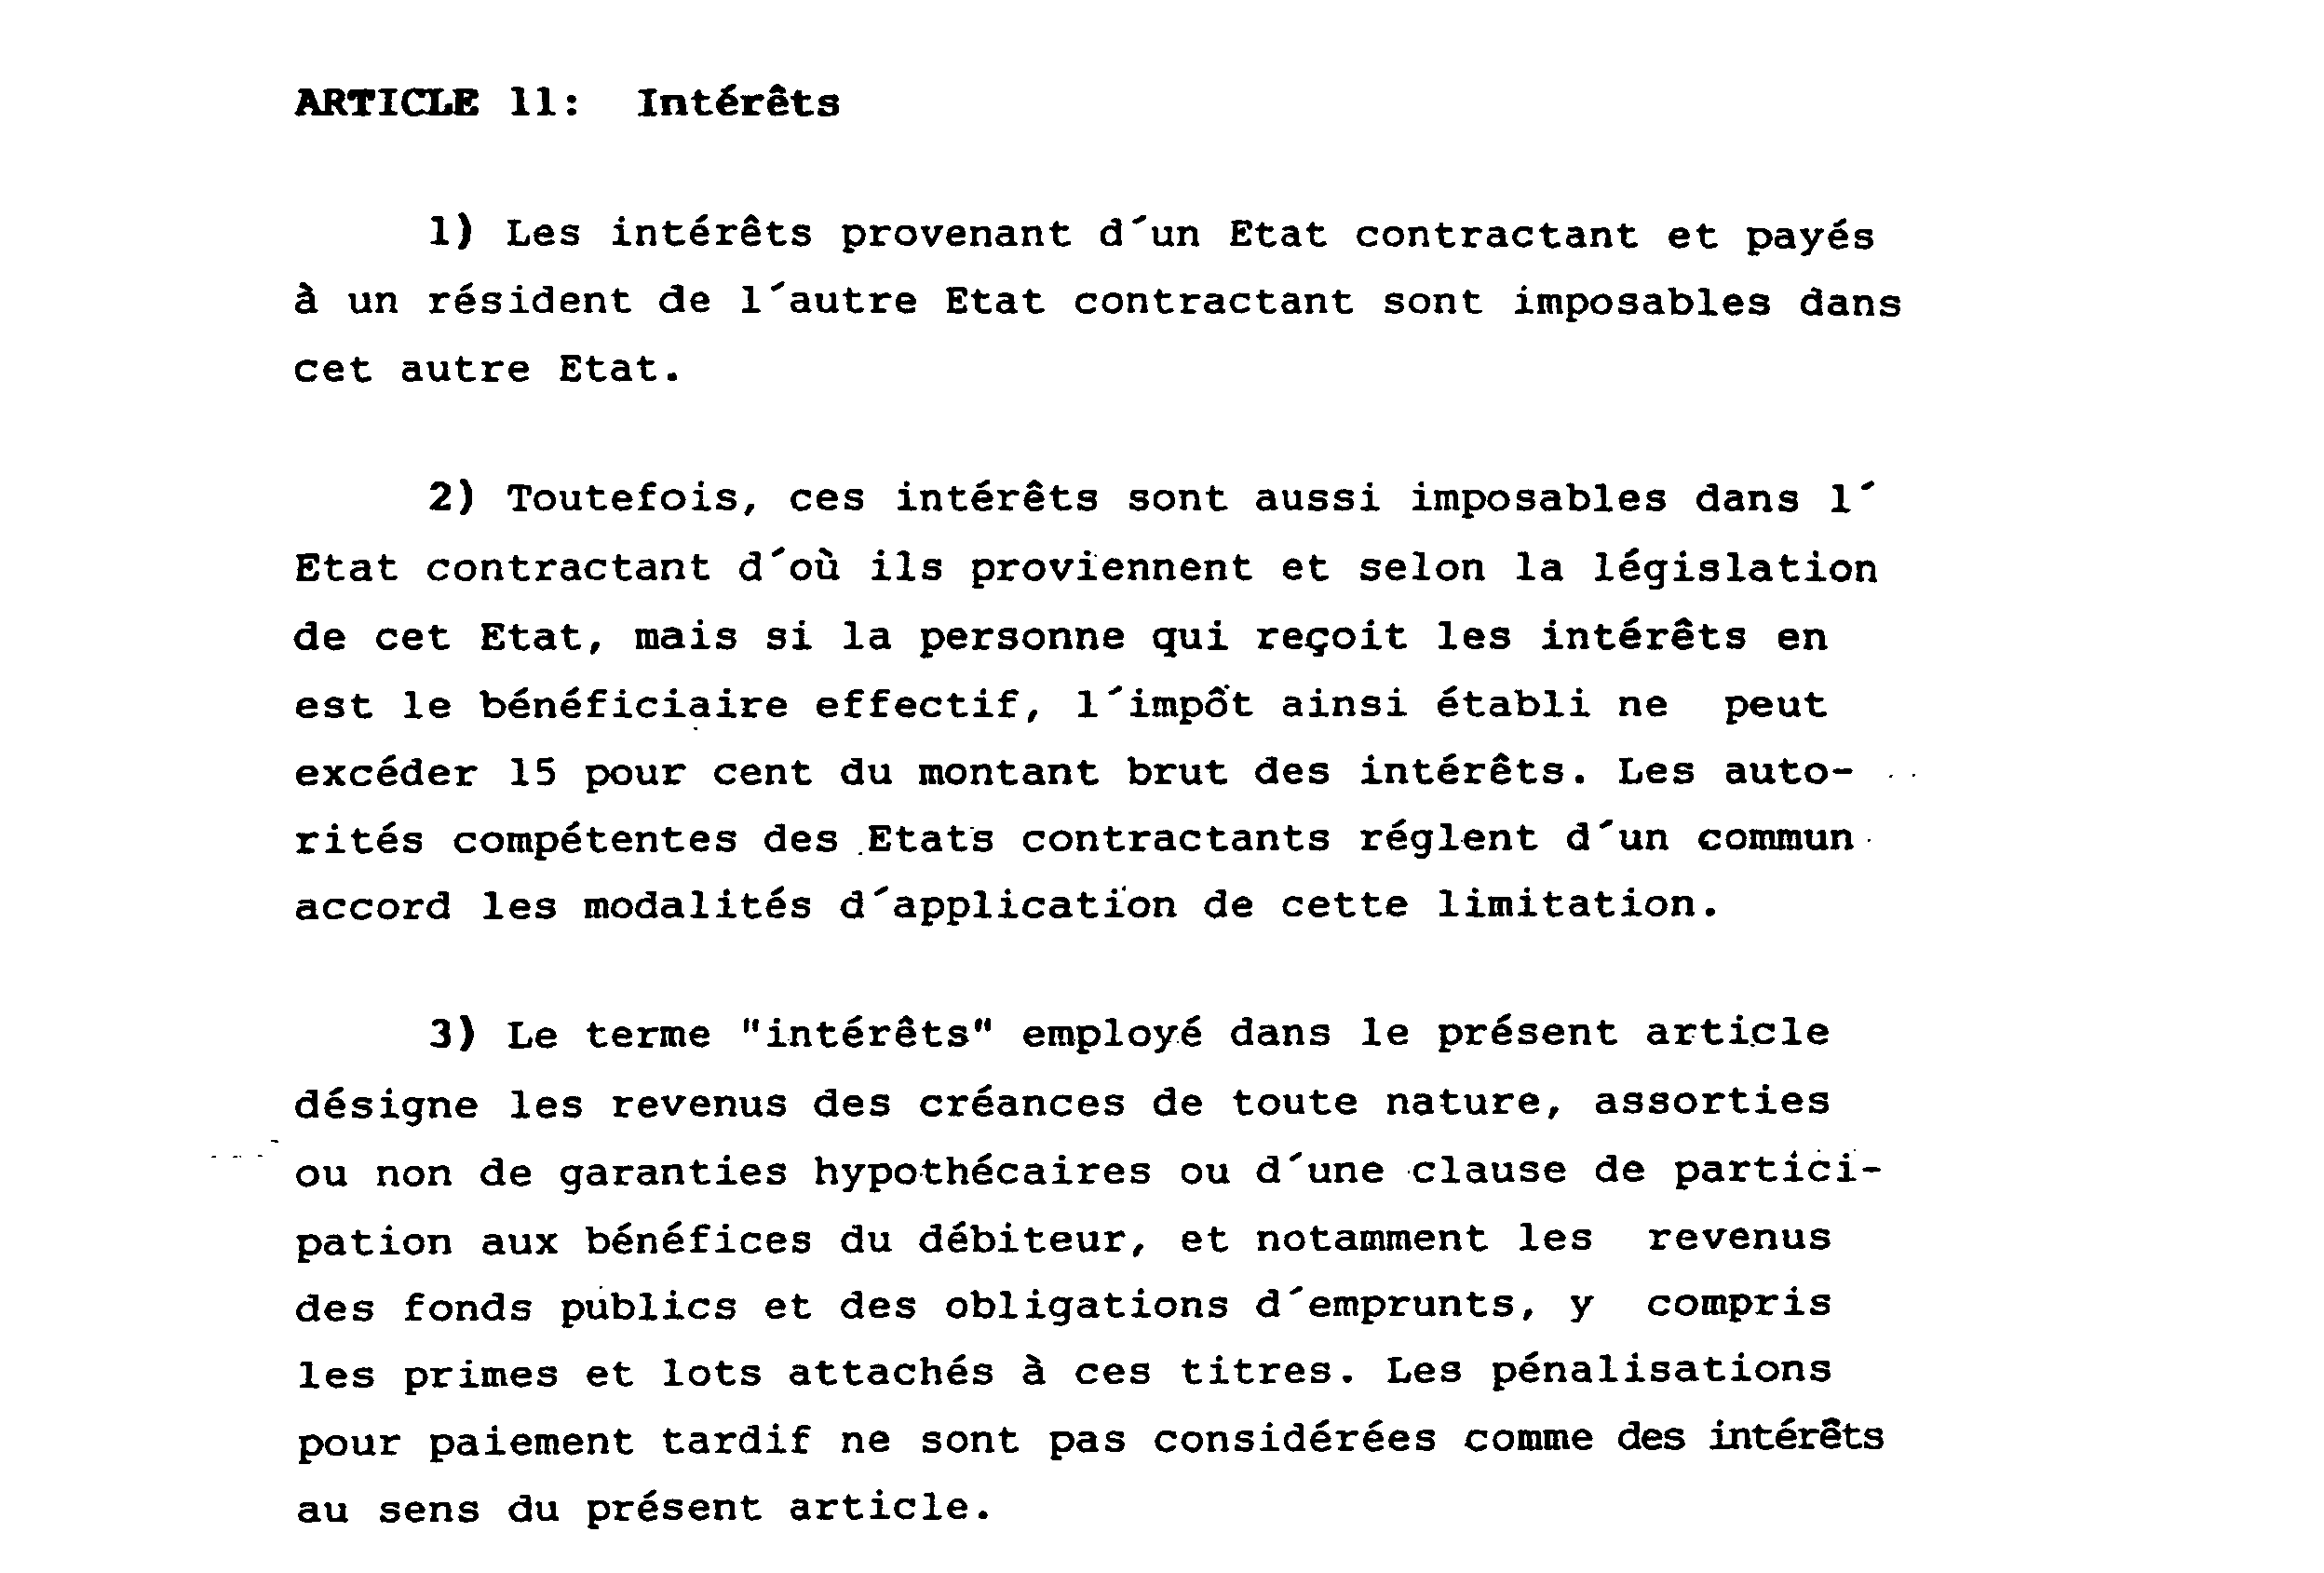 ARTICLE 11: Intérêts
1) Les intérêts provenant d´un Etat contractant et payés
à un résident de l´autre Etat contractant sont imposables dans
cet autre Etat.
2) Toutefois, ces intérêts sont aussi imposables dans l´
Etat contractant d´où ils proviennent et selon la législation
de cet Etat, mais si la personne qui reçoit les intérêts en
est le bénéficiaire effectif, l´impôt ainsi établi ne peut
excéder 15 pour cent du montant brut des intérêts. Les auto-
rités compétentes des Etats contractants réglent d´un commun
accord les modalités d´application de cette limitation.
3) Le terme "intérêts" employé dans le présent article
désigne les revenus des créances de toute nature, assorties
ou non de garanties hypothécaires ou d´une clause de partici-
pation aux bénéfices du débiteur, et notamment les revenus
des fonds publics et des obligations d´emprunts, y compris
les primes et lots attachés à ces titres. Les pénalisations
pour paiement tardif ne sont pas considérées comme des intérêts
au sens du présent article.